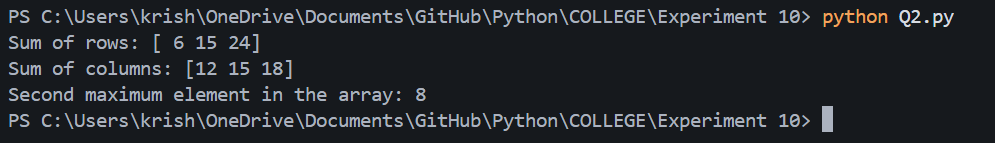 PS C:\Users\krish\OneDrive\Documents\GitHub\Python\COLLEGE\Experiment 10> python Q2.py
Sum of rows: [ 6 15 24]
Sum of columns: [12 15 18]
Second maximum element in the array: 8
PS C:\Users\krish\OneDrive\Documents\GitHub\Python\COLLEGE\Experiment 10>